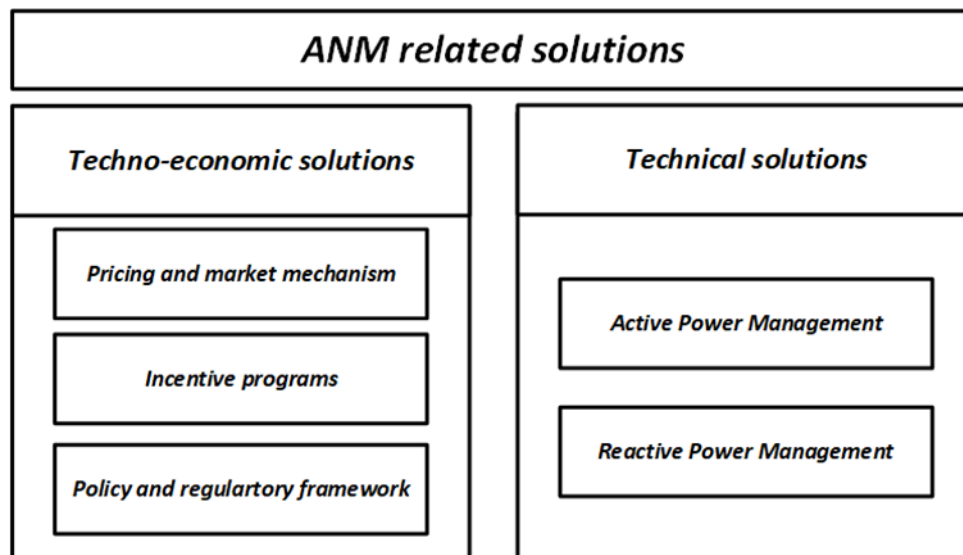 ANM related solutions
Techno-economic solutions
Pricing and market mechanism
Incentive programs
Policy and regulartory framework
Technical solutions
Active Power Management
Reactive Power Management